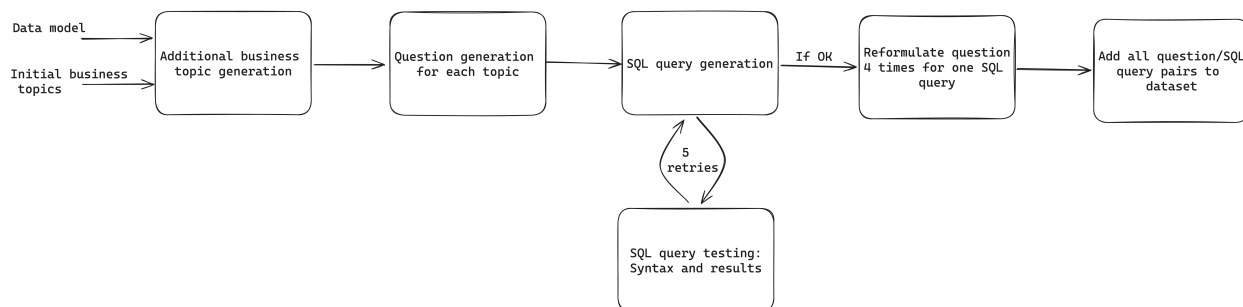 Data model
Initial business
topics
Additional business
topic generation
Question generation
for each topic
SQL query generation
If OK
Reformulate question
4 times for one SQL
query
Add all question/SQL
query pairs to
dataset
5
retries
SQL query testing:
Syntax and results